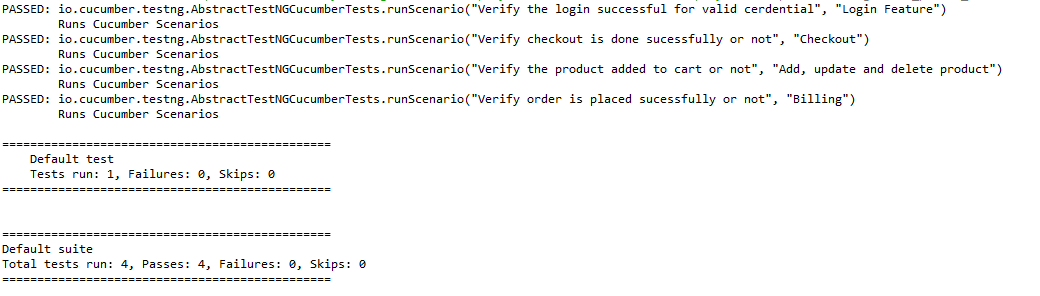 PASSED: io.cucumber.testng.AbstractTestNGCucumberTests.runScenario("Verify the login successful for valid cerdential", "Login Feature")
Runs Cucumber Scenarios
PASSED: io.cucumber.testng.AbstractTestNGCucumberTests.runScenario("Verify checkout is done sucessfully or not", "Checkout")
Runs Cucumber Scenarios
PASSED: io.cucumber.testng.AbstractTestNGCucumberTests.runScenario("Verify the product added to cart or not", "Add, update and delete product")
Runs Cucumber Scenarios
PASSED: io.cucumber.testng.AbstractTestNGCucumberTests.runScenario("Verify order is placed sucessfully or not", "Billing")
Runs Cucumber Scenarios
===============================================
Default test
Tests run: 1, Failures: 0, Skips: 0
===============================================
===============================================
Default suite
Total tests run: 4, Passes: 4, Failures: 0, Skips: 0
===============================================